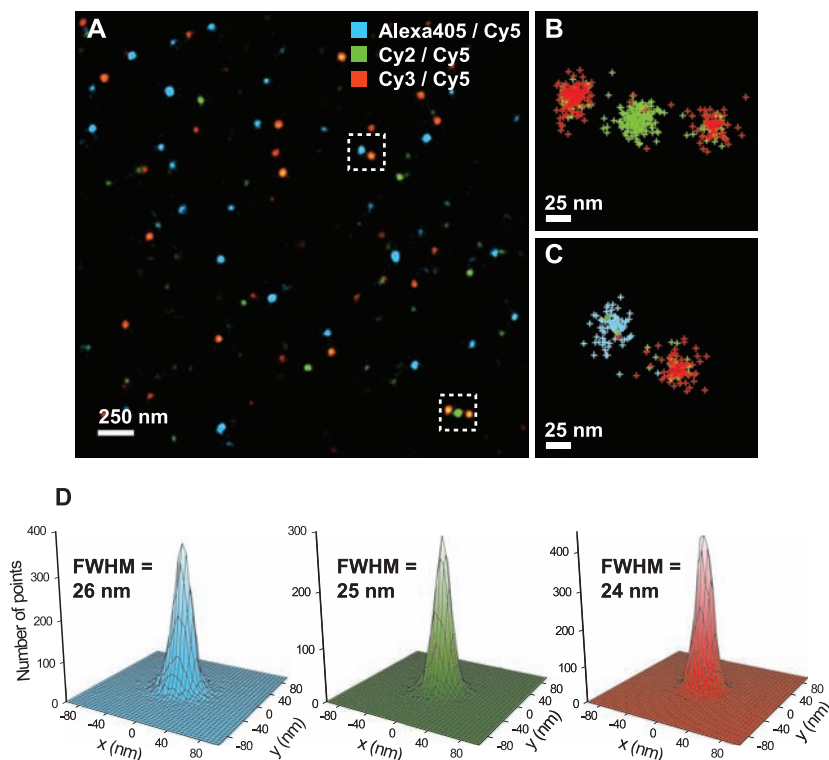 A
Alexa405 / Cy5
Cy2 / Cy5
Cy3 / Cy5
250 nm
B
25 nm
C
25 nm
D
Number of points
400
300
200
100
0
FWHM =
26 nm
-80
-40
0
40
80
x (nm)
-80
-40
0
40
80
y (nm)
300
200
100
0
FWHM =
25 nm
-80
-40
0
40
80
x (nm)
-80
-40
0
40
80
y (nm)
400
300
200
100
0
FWHM =
24 nm
-80
-40
0
40
80
x (nm)
-80
-40
0
40
80
y (nm)